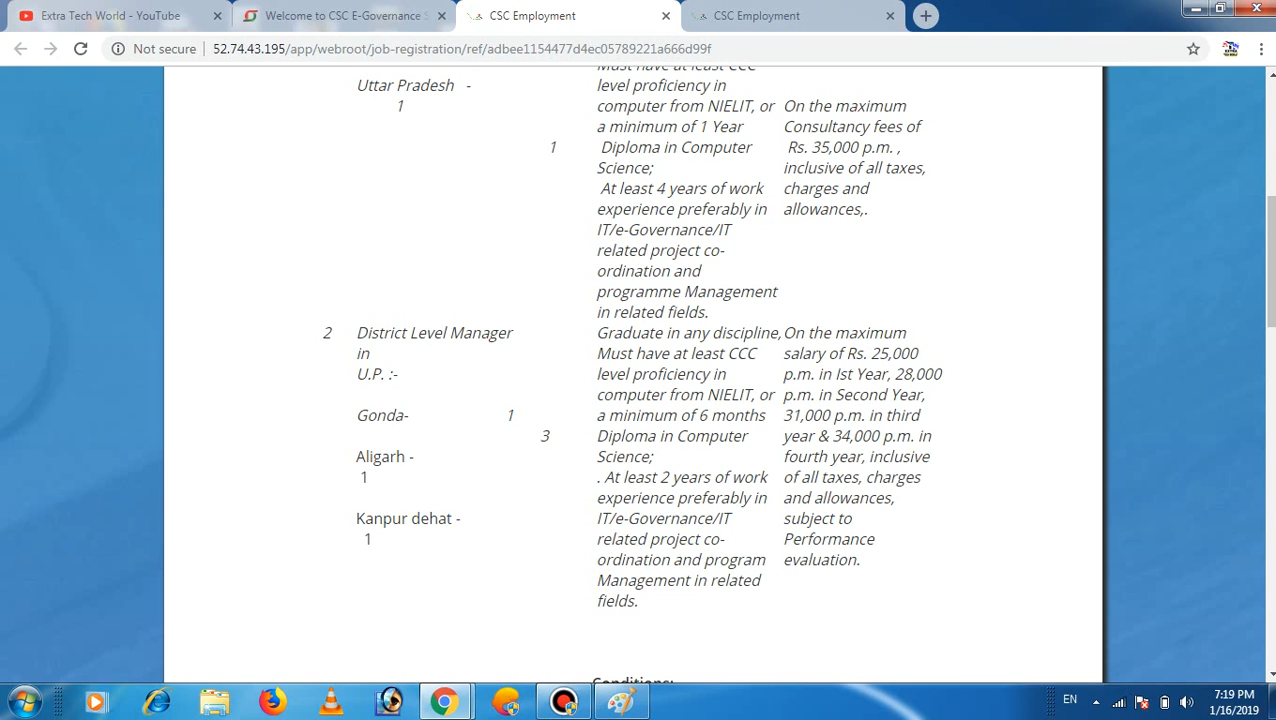 Extra Tech World - YouTube
Welcome to CSC E-Governance S
CSC Employment
CSC Employment
Not secure
52.74.43.195/app/webroot/job-registration/ref/adbee1154477d4ec05789221a666d99f
Must have at least CCC
Uttar Pradesh -
level proficiency in
1
computer from NIELIT, or
On the maximum
a minimum of 1 Year
Consultancy fees of
1
Diploma in Computer
Rs. 35,000 p.m. ,
Science;
inclusive of all taxes,
At least 4 years of work
charges and
experience preferably in
allowances,.
IT/e-Governance/IT
related project co-
ordination and
programme Management
in related fields.
2
District Level Manager
Graduate in any discipline,
On the maximum
in
Must have at least CCC
salary of Rs. 25,000
U.P. :-
level proficiency in
p.m. in Ist Year, 28,000
computer from NIELIT, or
p.m. in Second Year,
Gonda-
1
a minimum of 6 months
31,000 p.m. in third
3
Diploma in Computer
year & 34,000 p.m. in
Aligarh -
Science;
fourth year, inclusive
1
. At least 2 years of work
of all taxes, charges
experience preferably in
and allowances,
Kanpur dehat -
IT/e-Governance/IT
subject to
1
related project co-
Performance
ordination and program
evaluation.
Management in related
fields.
Conditions:
EN
7:19 PM
1/16/2019